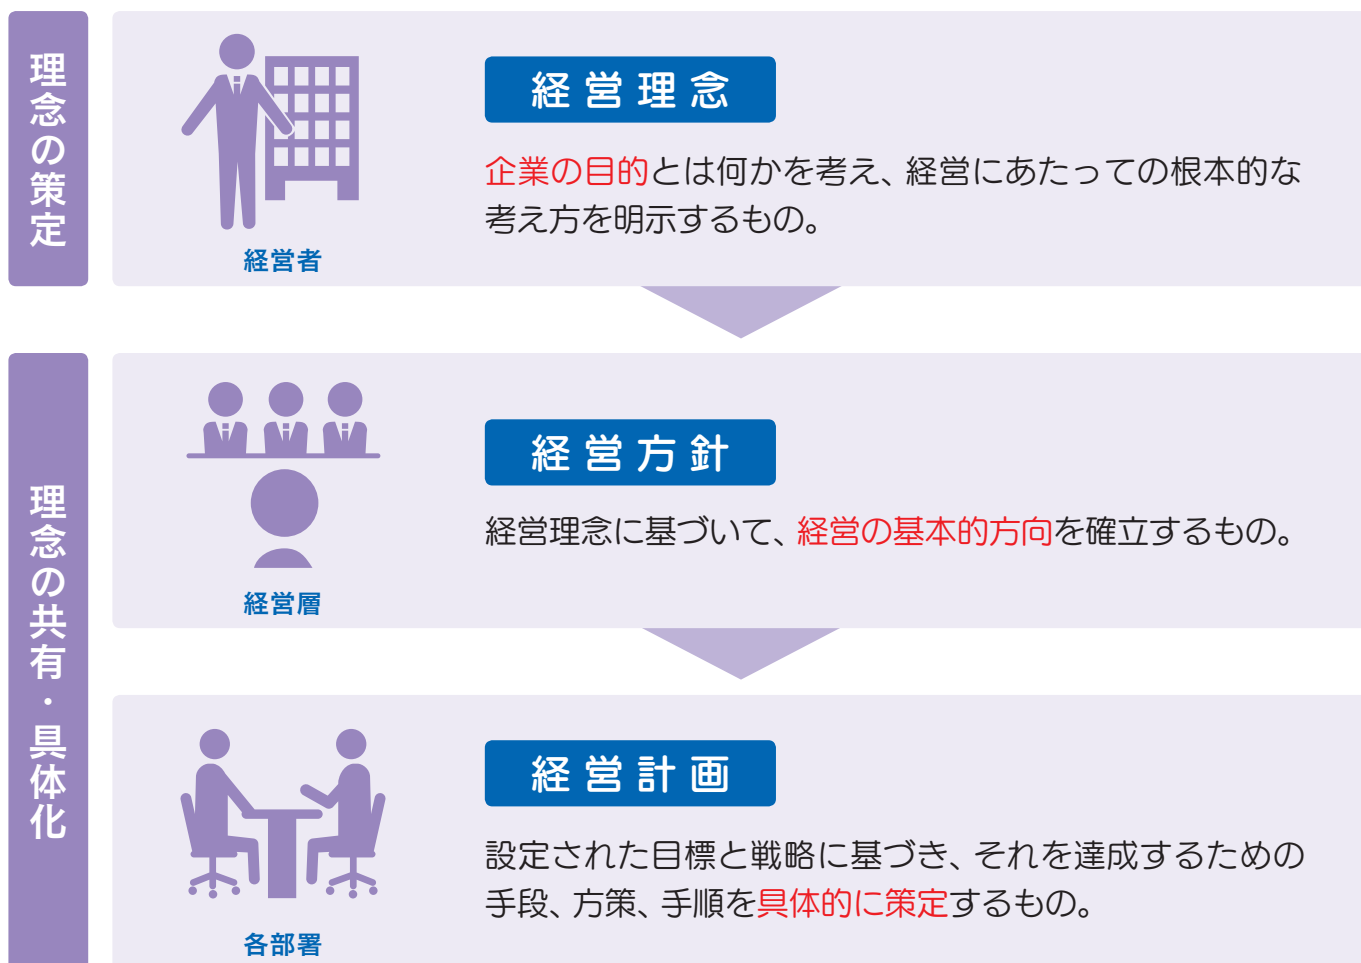 理念の策定
経営理念
企業の目的とは何かを考え、経営にあたっての根本的な
考え方を明示するもの。
経営者
理念の共有・具体化
経営方針
経営理念に基づいて、経営の基本的方向を確立するもの。
経営層
経営計画
設定された目標と戦略に基づき、それを達成するための
手段、方策、手順を具体的に策定するもの。
各部署